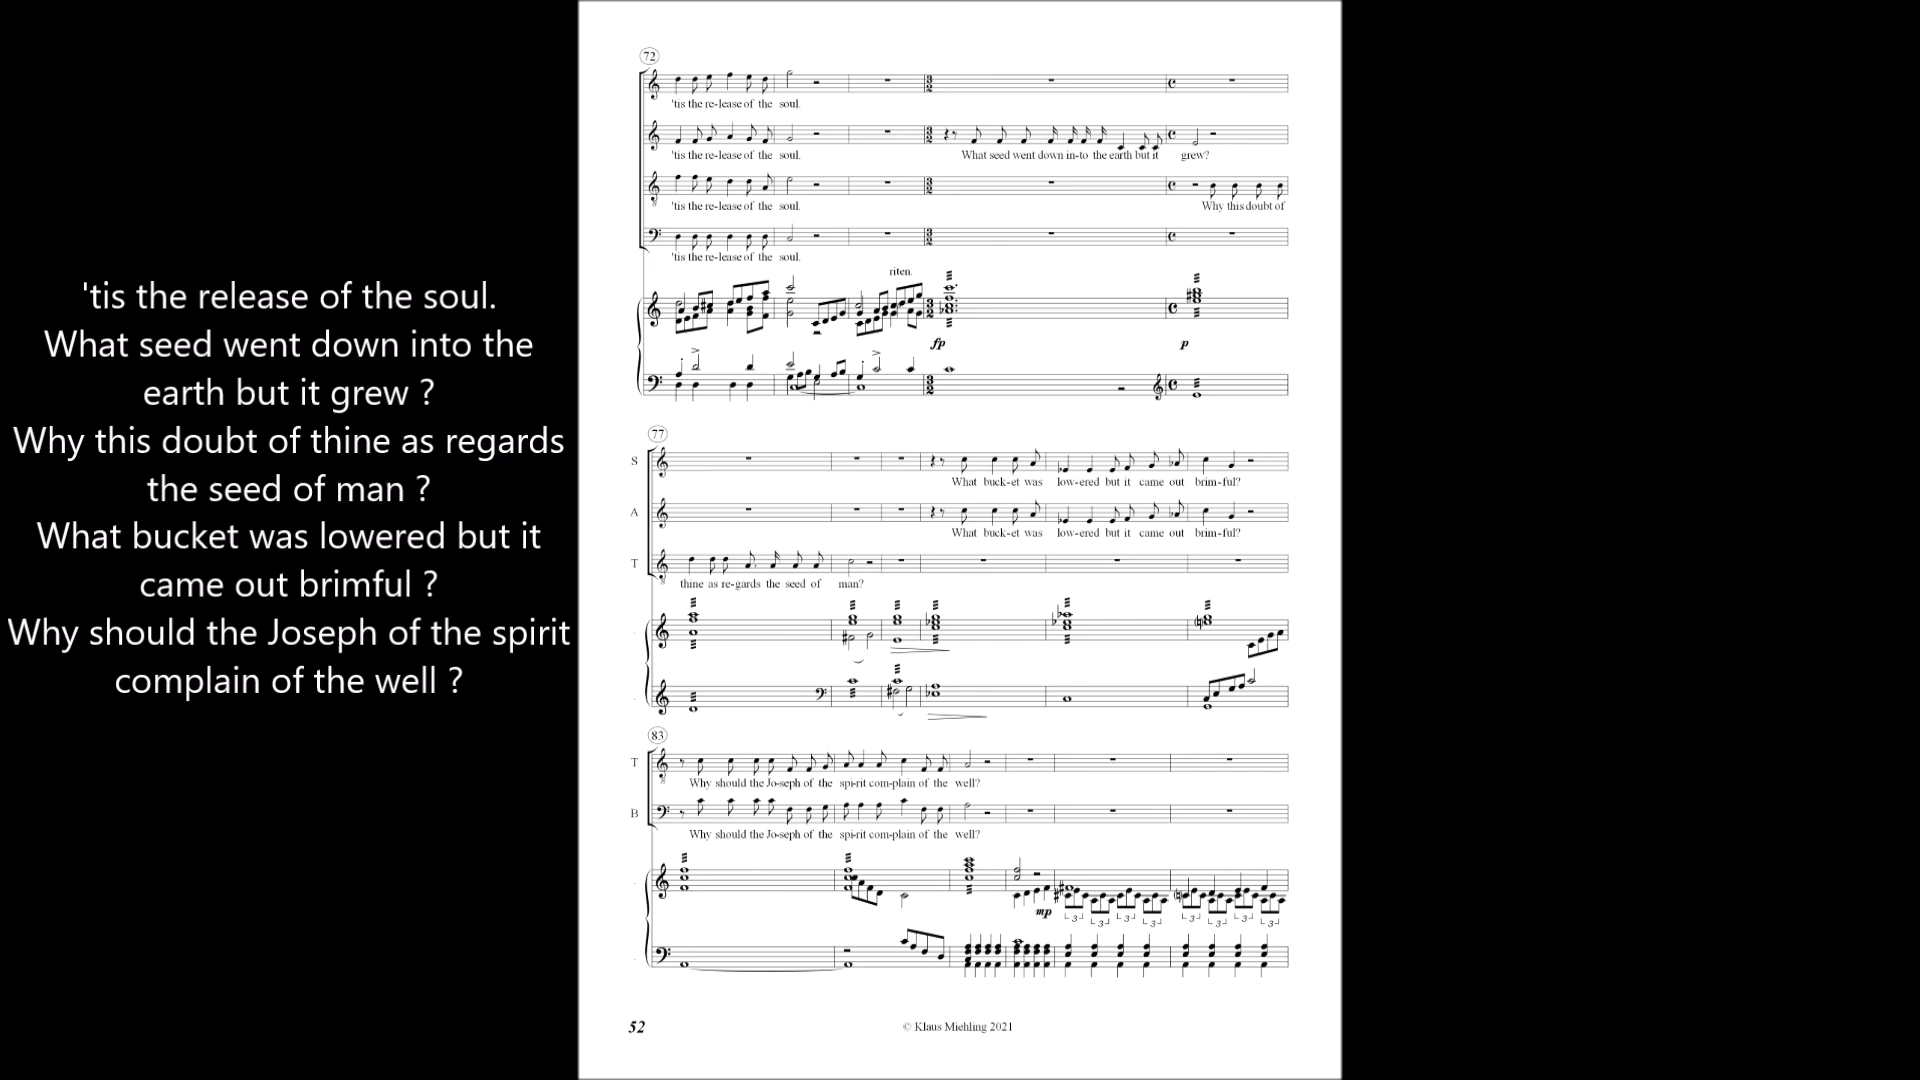 'tis the release of the soul.
What seed went down into the
earth but it grew ?
Why this doubt of thine as regards
the seed of man ?
What bucket was lowered but it
came out brimful ?
Why should the Joseph of the spirit
complain of the well ?
72
'tis the re-lease of the soul.
'tis the re-lease of the soul.
What seed went down in-to the earth but it grew?
'tis the re-lease of the soul.
Why this doubt of
'tis the re-lease of the soul.
riten.
fp
p
77
S
What buck-et was low-ered but it came out brim-ful?
A
What buck-et was low-ered but it came out brim-ful?
T
thine as re-gards the seed of man?
83
T
Why should the Jo-seph of the spi-rit com-plain of the well?
B
Why should the Jo-seph of the spi-rit com-plain of the well?
mp
3 3 3 3 3 3 3 3
52
© Klaus Miehling 2021